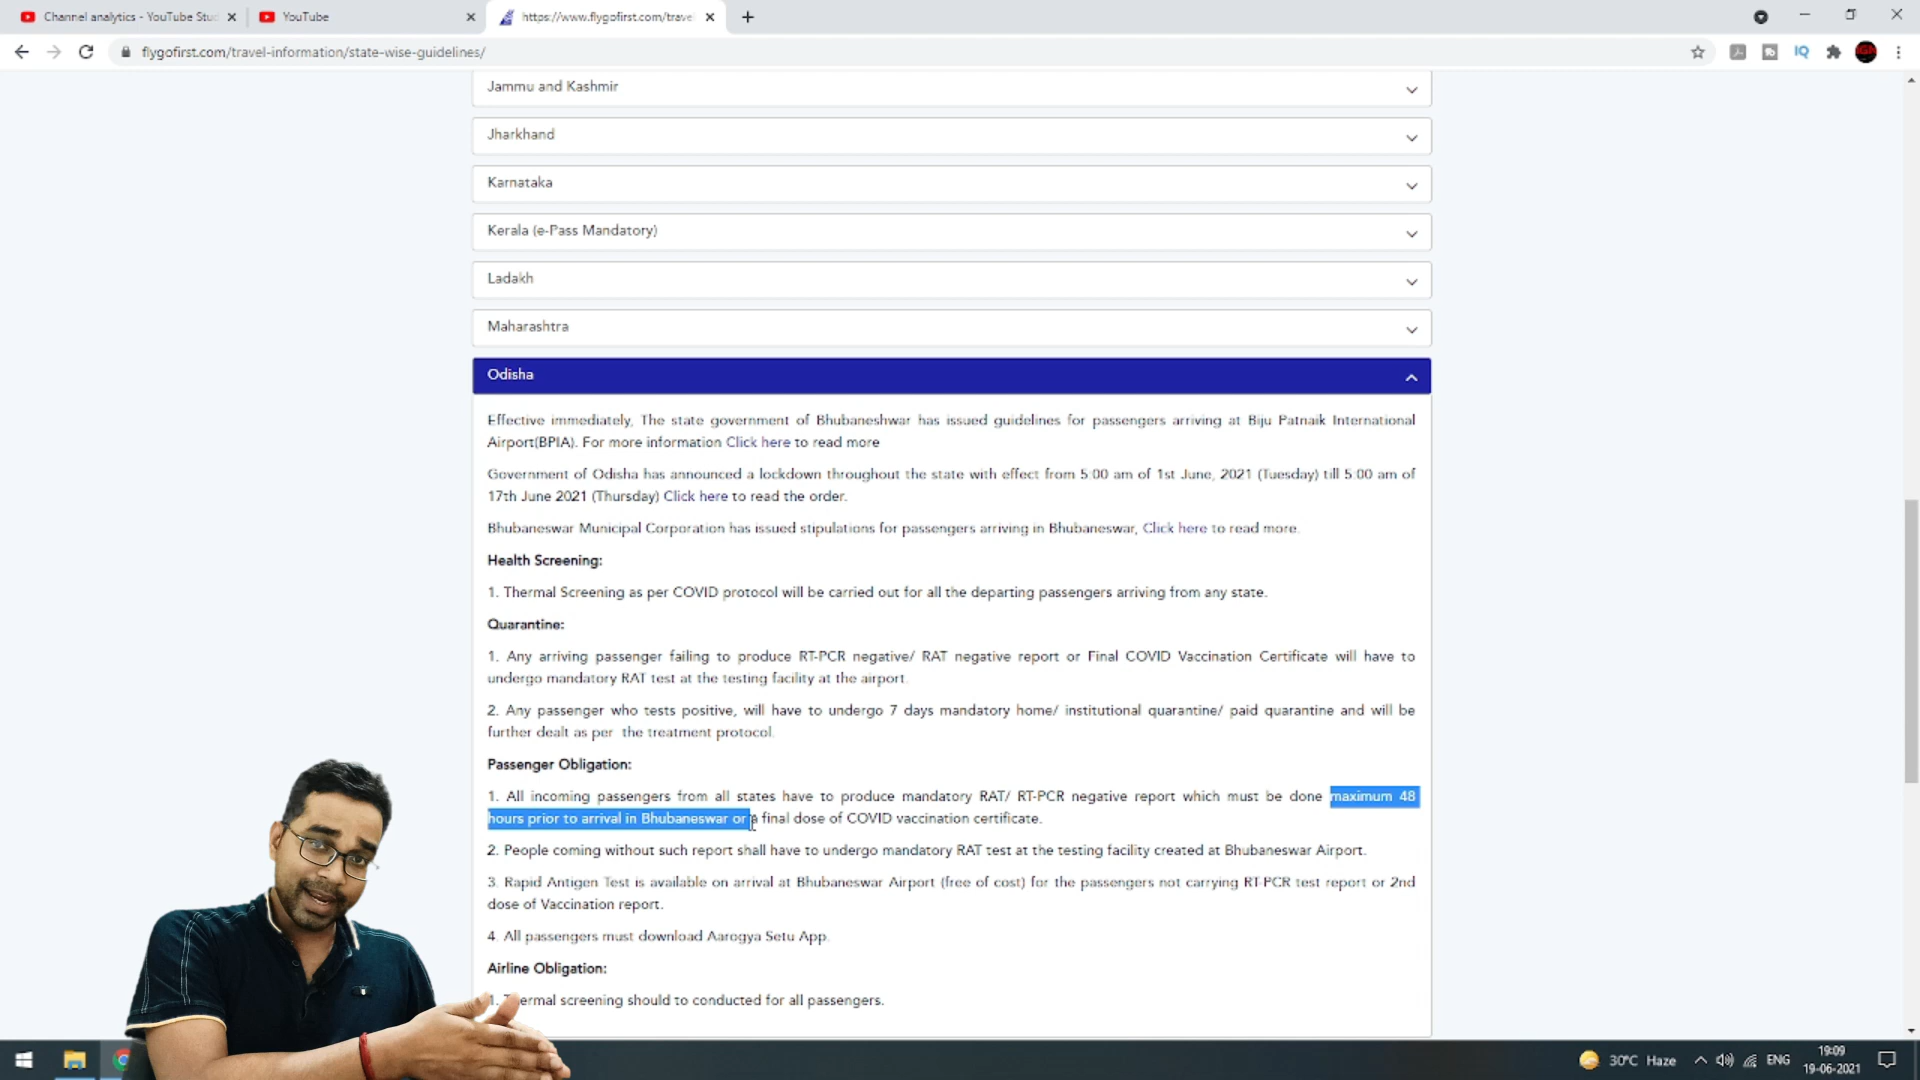 Channel analytics - YouTube Stu
YouTube
https://www.flygofirst.com/trave
flygofirst.com/travel-information/state-wise-guidelines/
IQ
Jammu and Kashmir
Jharkhand
Karnataka
Kerala (e-Pass Mandatory)
Ladakh
Maharashtra
Odisha
Effective immediately, The state government of Bhubaneshwar has issued guidelines for passengers arriving at Biju Patnaik International
Airport(BPIA). For more information Click here to read more
Government of Odisha has announced a lockdown throughout the state with effect from 5:00 am of 1st June, 2021 (Tuesday) till 5:00 am of
17th June 2021 (Thursday) Click here to read the order.
Bhubaneswar Municipal Corporation has issued stipulations for passengers arriving in Bhubaneswar, Click here to read more.
Health Screening:
1. Thermal Screening as per COVID protocol will be carried out for all the departing passengers arriving from any state.
Quarantine:
1. Any arriving passenger failing to produce RT-PCR negative/ RAT negative report or Final COVID Vaccination Certificate will have to
undergo mandatory RAT test at the testing facility at the airport.
2. Any passenger who tests positive, will have to undergo 7 days mandatory home/ institutional quarantine/ paid quarantine and will be
further dealt as per the treatment protocol.
Passenger Obligation:
1. All incoming passengers from all states have to produce mandatory RAT/ RT-PCR negative report which must be done maximum 48
hours prior to arrival in Bhubaneswar or a final dose of COVID vaccination certificate.
2. People coming without such report shall have to undergo mandatory RAT test at the testing facility created at Bhubaneswar Airport.
3. Rapid Antigen Test is available on arrival at Bhubaneswar Airport (free of cost) for the passengers not carrying RT-PCR test report or 2nd
dose of Vaccination report.
4. All passengers must download Aarogya Setu App.
Airline Obligation:
1. Thermal screening should to conducted for all passengers.
30°C Haze
ENG
19:09
19-06-2021